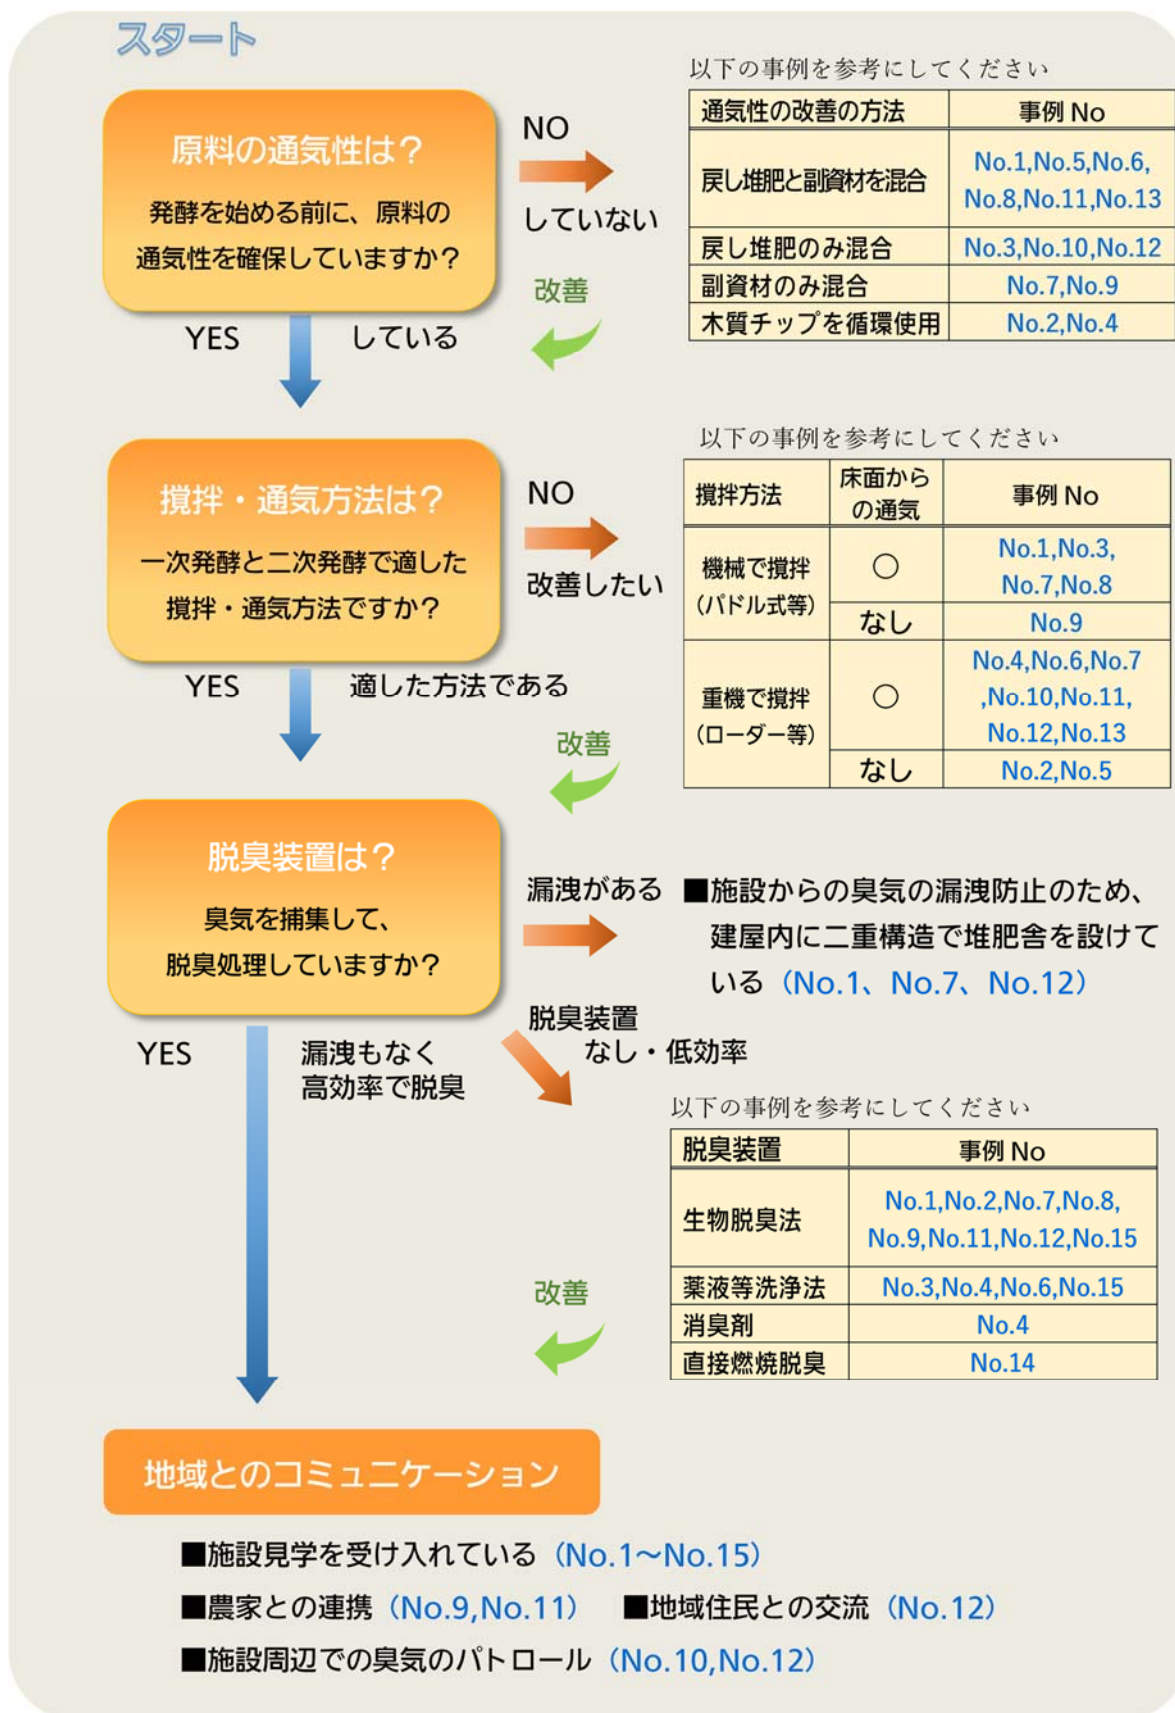 スタート
原料の通気性は？
発酵を始める前に、原料の
通気性を確保していますか？
NO
していない
改善
YES
している
以下の事例を参考にしてください
通気性の改善の方法
事例 No
戻し堆肥と副資材を混合
No.1,No.5,No.6,
No.8,No.11,No.13
戻し堆肥のみ混合
No.3,No.10,No.12
副資材のみ混合
No.7,No.9
木質チップを循環使用
No.2,No.4
撹拌・通気方法は？
一次発酵と二次発酵で適した
撹拌・通気方法ですか？
NO
改善したい
YES
適した方法である
改善
以下の事例を参考にしてください
撹拌方法
床面から
の通気
事例 No
機械で撹拌
（パドル式等）
○
No.1,No.3,
No.7,No.8
なし
No.9
重機で撹拌
（ローダー等）
○
No.4,No.6,No.7
,No.10,No.11,
No.12,No.13
なし
No.2,No.5
脱臭装置は？
臭気を捕集して、
脱臭処理していますか？
漏洩がある
■施設からの臭気の漏洩防止のため、
建屋内に二重構造で堆肥舎を設けて
いる（No.1、No.7、No.12）
脱臭装置
なし・低効率
YES
漏洩もなく
高効率で脱臭
以下の事例を参考にしてください
脱臭装置
事例 No
生物脱臭法
No.1,No.2,No.7,No.8,
No.9,No.11,No.12,No.15
薬液等洗浄法
No.3,No.4,No.6,No.15
消臭剤
No.4
直接燃焼脱臭
No.14
改善
地域とのコミュニケーション
■施設見学を受け入れている（No.1～No.15）
■農家との連携（No.9,No.11） ■地域住民との交流（No.12）
■施設周辺での臭気のパトロール（No.10,No.12）